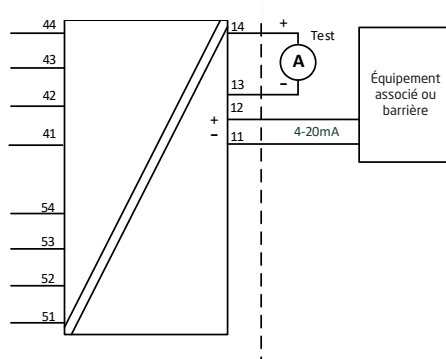 44
43
42
41
54
53
52
51
14
+
Test
A
13
−
12
+
−
11
4-20mA
Équipement
associé ou
barrière